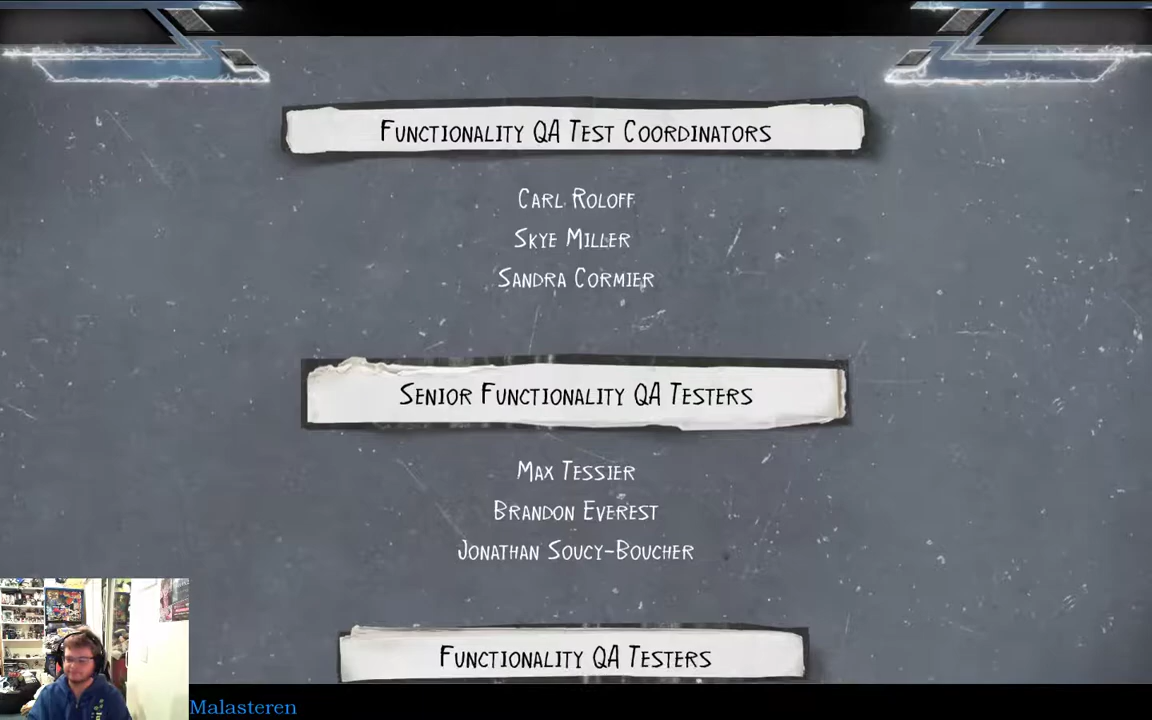 Functionality QA Test Coordinators
Carl Roloff
Skye Miller
Sandra Cormier
Senior Functionality QA Testers
Max Tessier
Brandon Everest
Jonathan Soucy-Boucher
Functionality QA Testers
Malasteren